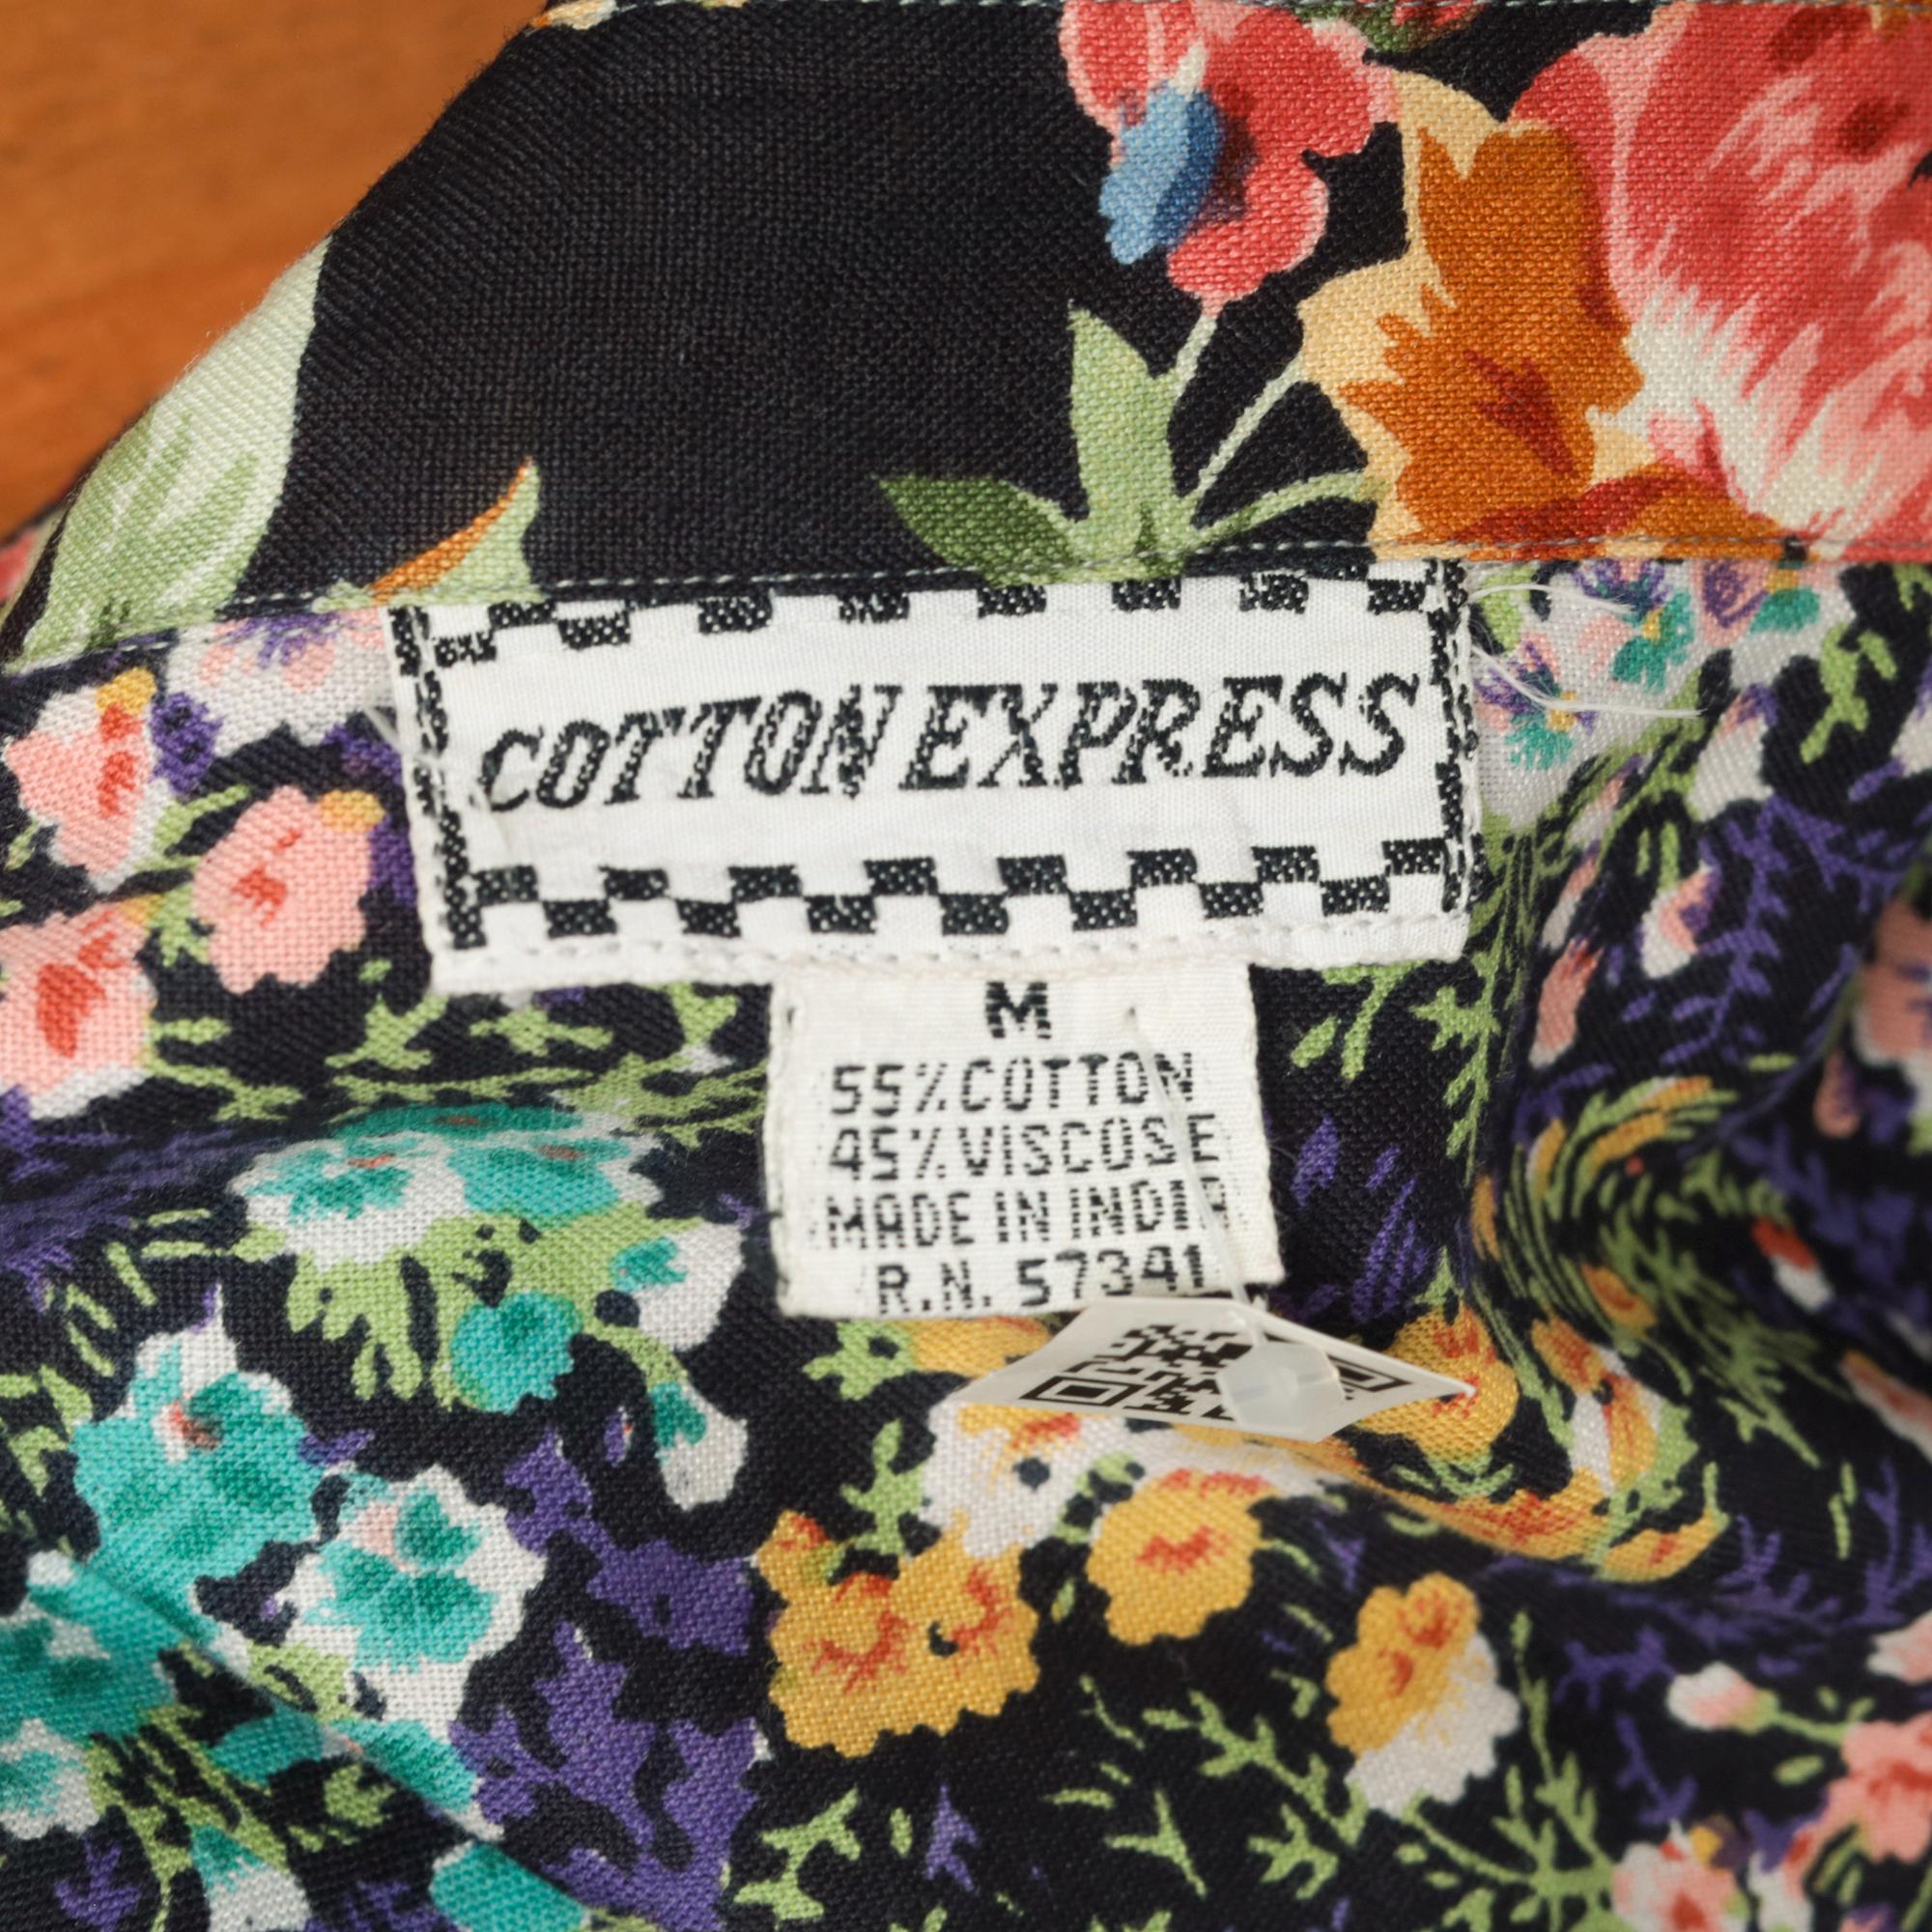 COTTON EXPRESS
M
55% COTTON
45% VISCOSE
MADE IN INDIA
R.N. 57341